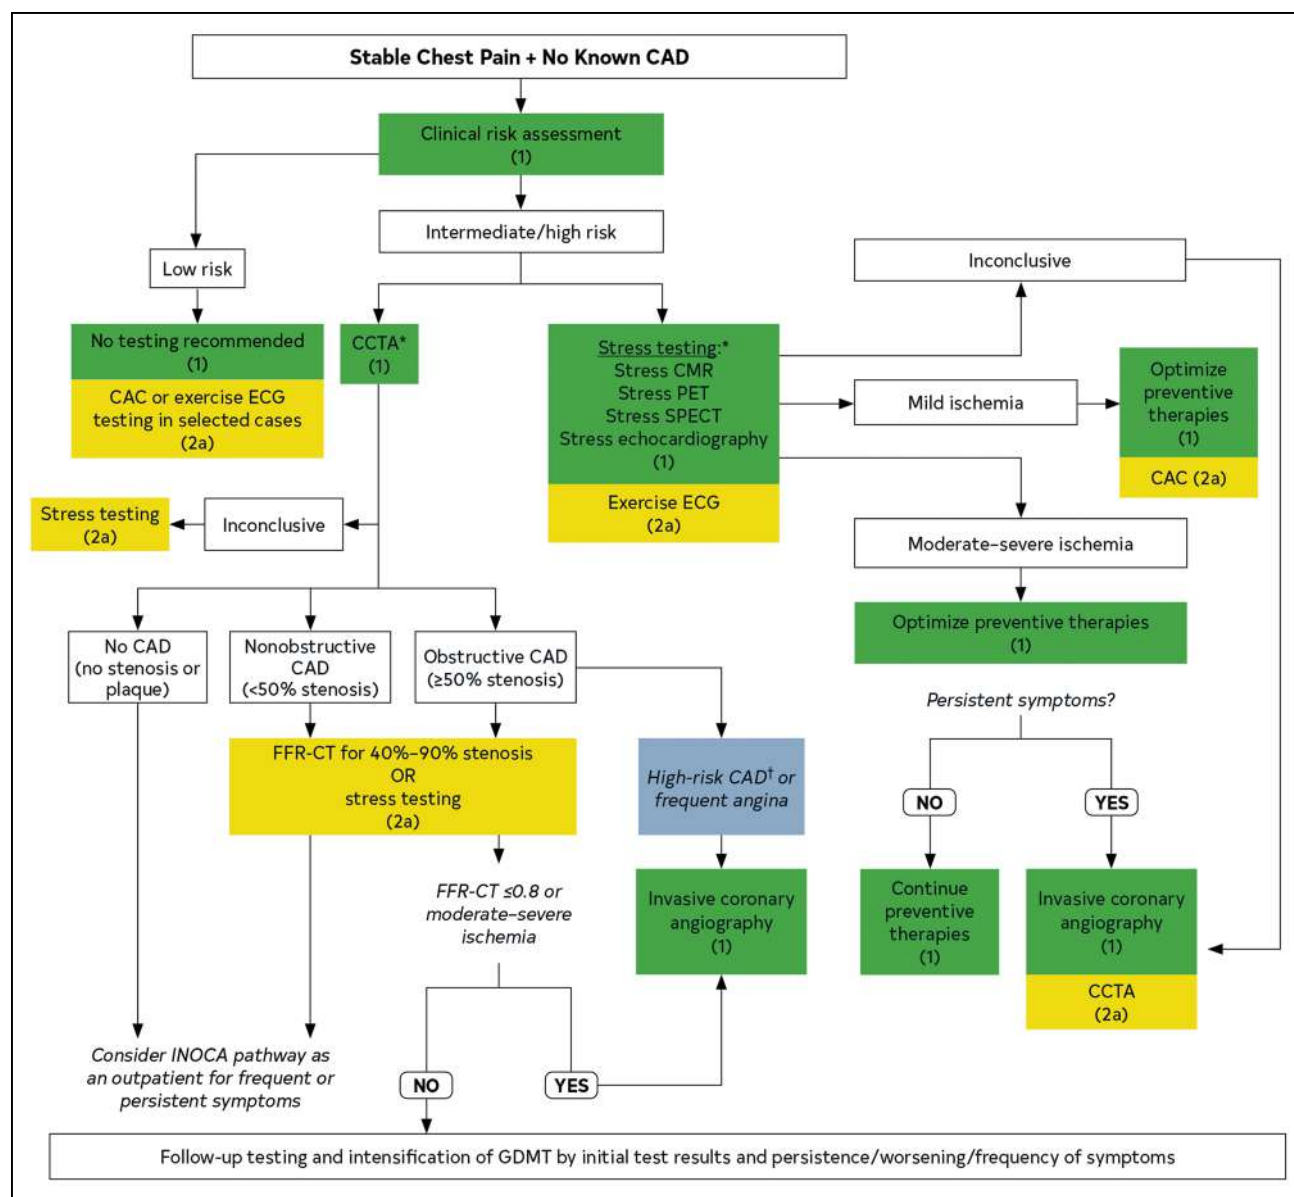 Stable Chest Pain + No Known CAD
Clinical risk assessment
(1)
Intermediate/high risk
Low risk
No testing recommended
(1)
CAC or exercise ECG
testing in selected cases
(2a)
CCTA*
(1)
Stress testing:*
Stress CMR
Stress PET
Stress SPECT
Stress echocardiography
(1)
Exercise ECG
(2a)
Inconclusive
Mild ischemia
Optimize
preventive
therapies
(1)
CAC (2a)
Stress testing
(2a)
Inconclusive
Moderate–severe ischemia
Optimize preventive therapies
(1)
No CAD
(no stenosis or
plaque)
Nonobstructive
CAD
(<50% stenosis)
Obstructive CAD
(≥50% stenosis)
FFR-CT for 40%–90% stenosis
OR
stress testing
(2a)
High-risk CAD† or
frequent angina
Persistent symptoms?
NO
YES
FFR-CT ≤0.8 or
moderate–severe
ischemia
Invasive coronary
angiography
(1)
Continue
preventive
therapies
(1)
Invasive coronary
angiography
(1)
CCTA
(2a)
Consider INOCA pathway as
an outpatient for frequent or
persistent symptoms
NO
YES
Follow-up testing and intensification of GDMT by initial test results and persistence/worsening/frequency of symptoms